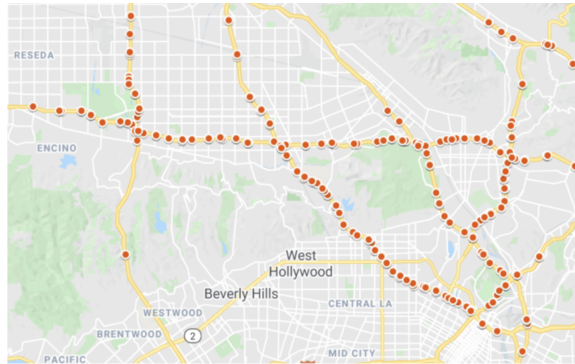 RESEDA
ENCINO
West
Hollywood
Beverly Hills
CENTRAL LA
WESTWOOD
BRENTWOOD
2
PACIFIC
MID CITY